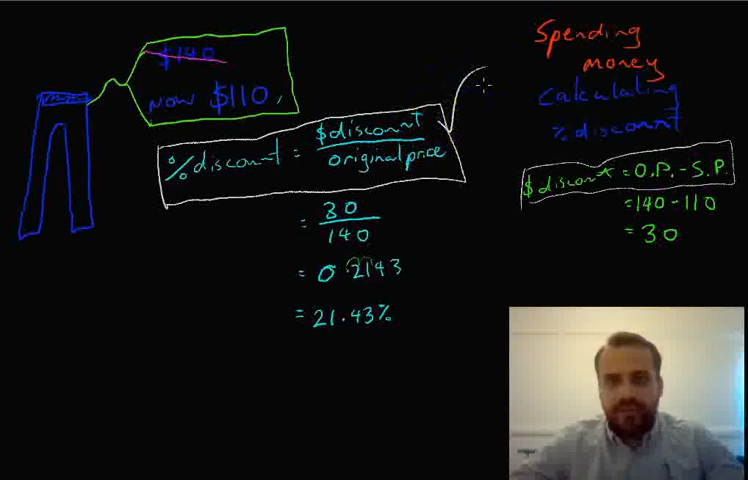 $140
now $110,
Spending
money
Calculating
% discount
% discount = $discount / original price
= 30 / 140
= 0.2143
= 21.43%
$ discount = O.P. - S.P.
= 140 - 110
= 30